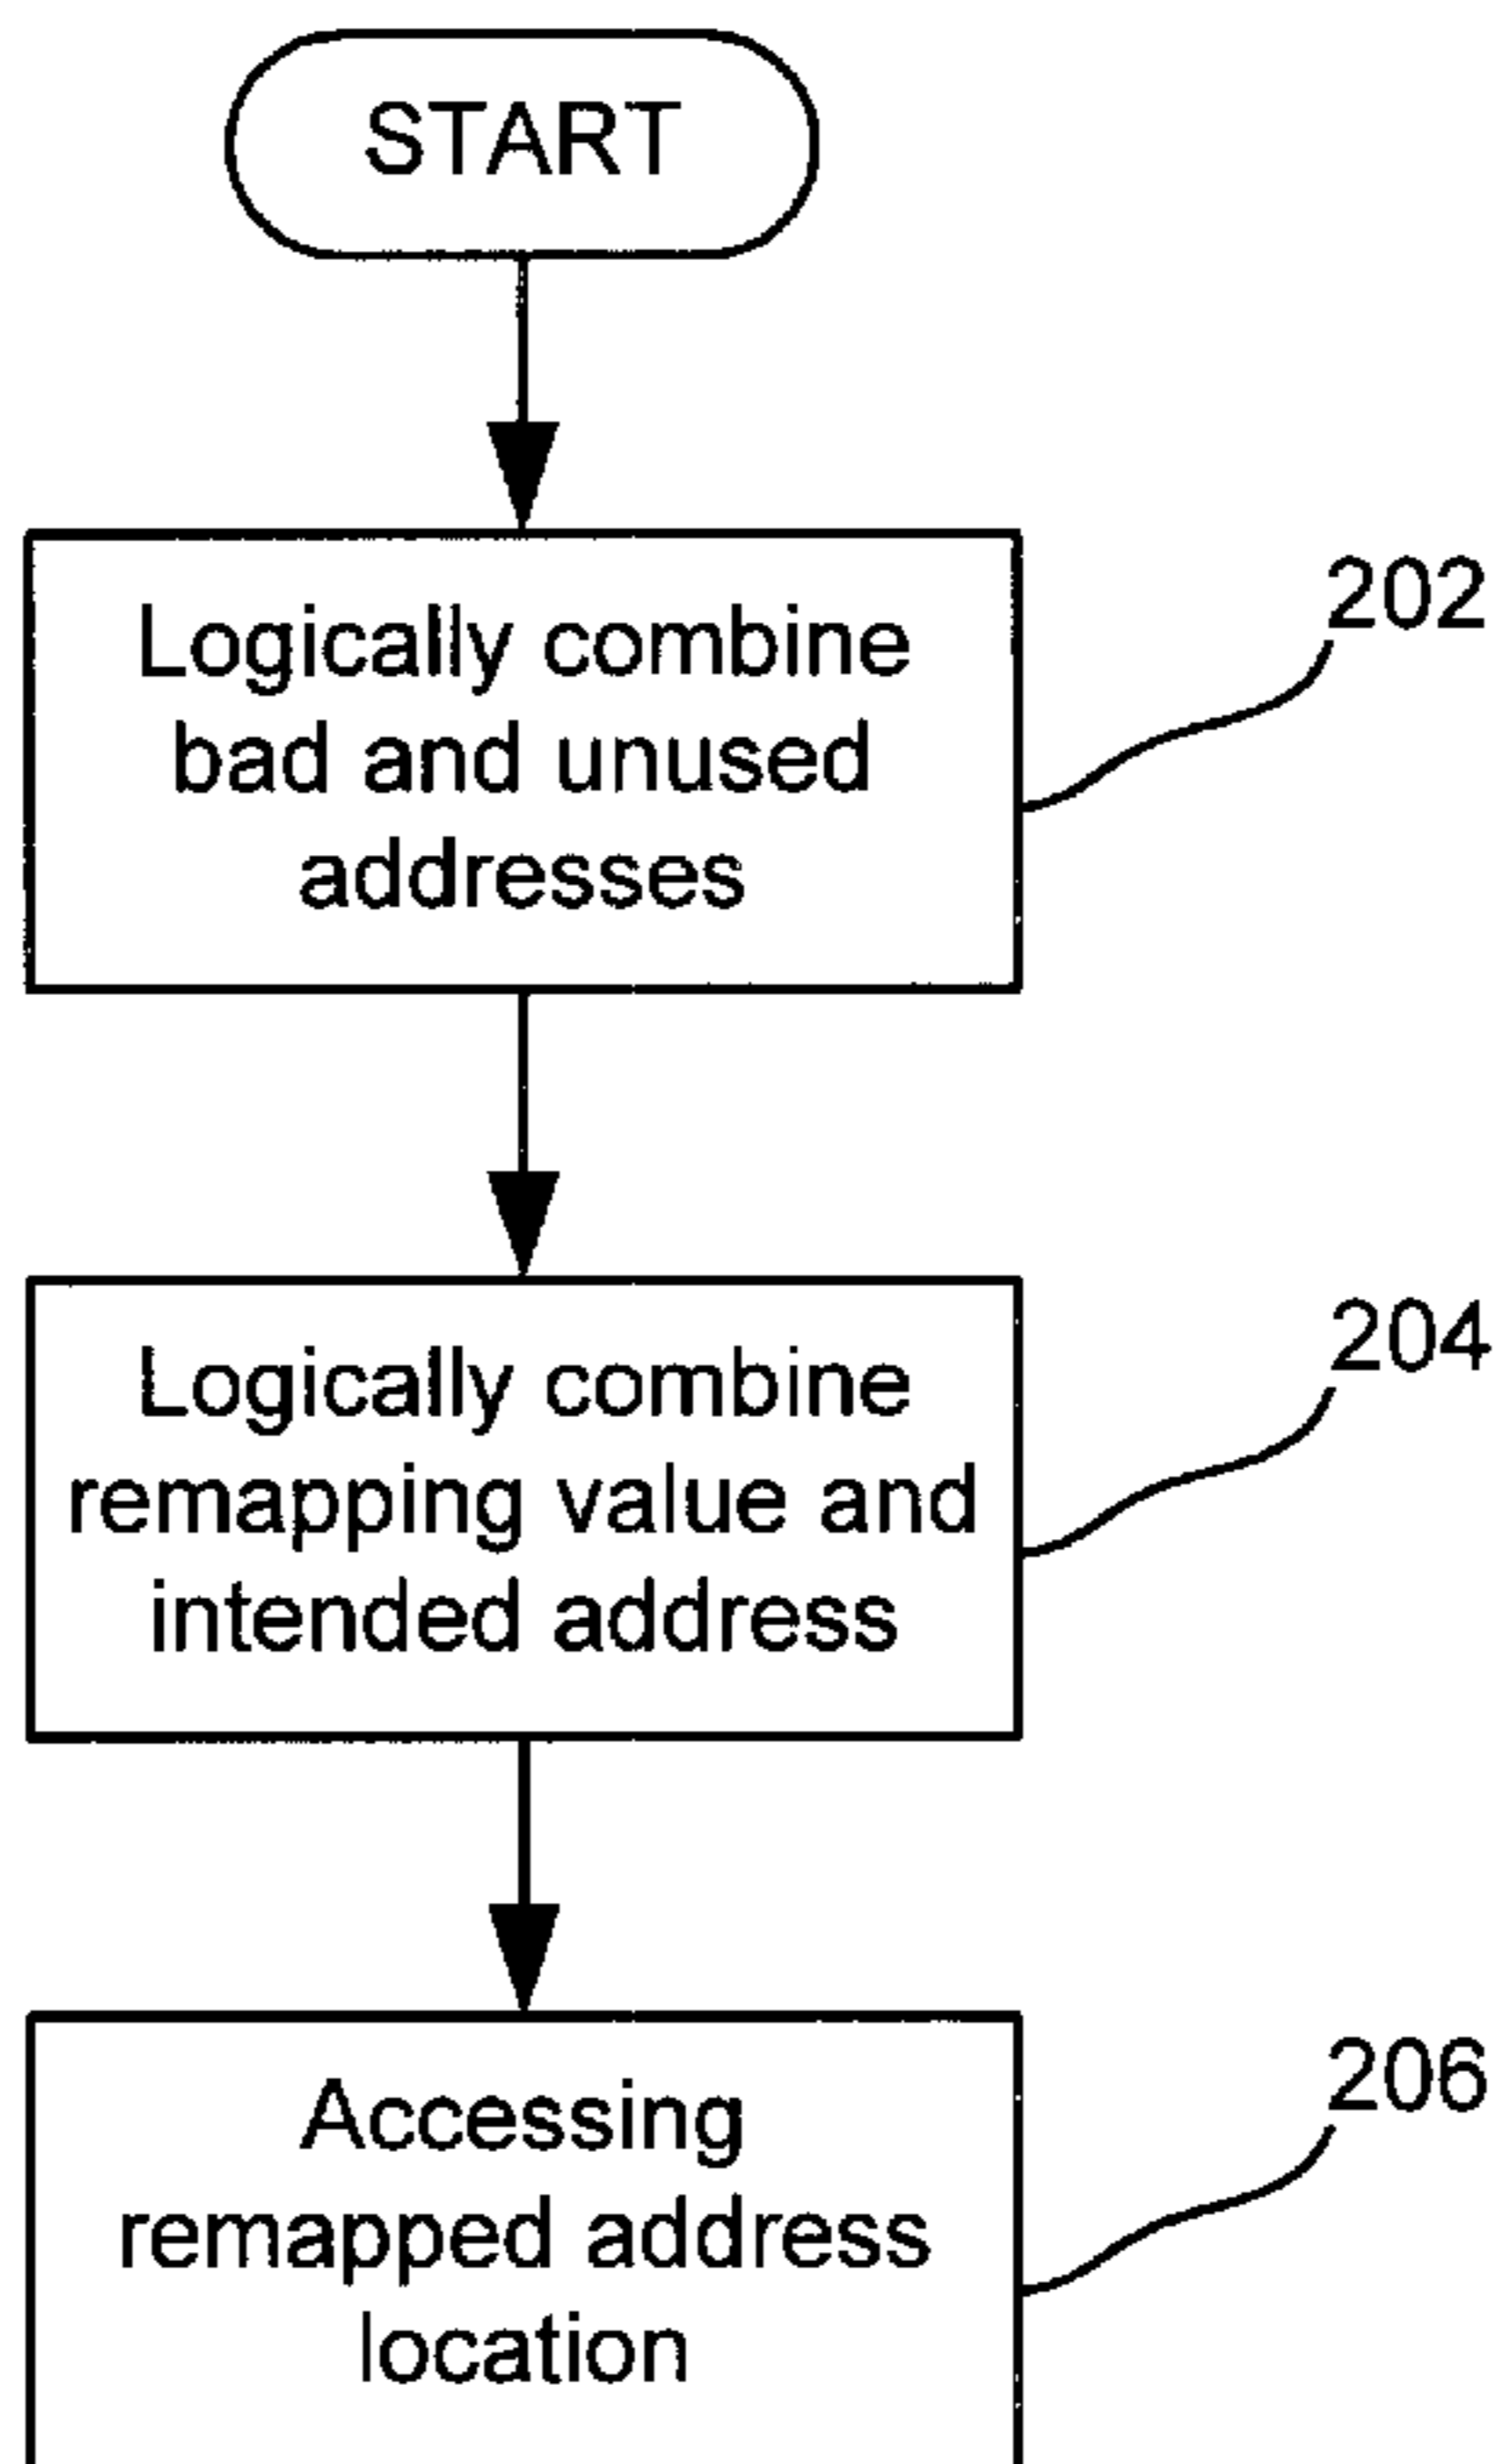 START
Logically combine
bad and unused
addresses
202
Logically combine
remapping value and
intended address
204
Accessing
remapped address
location
206